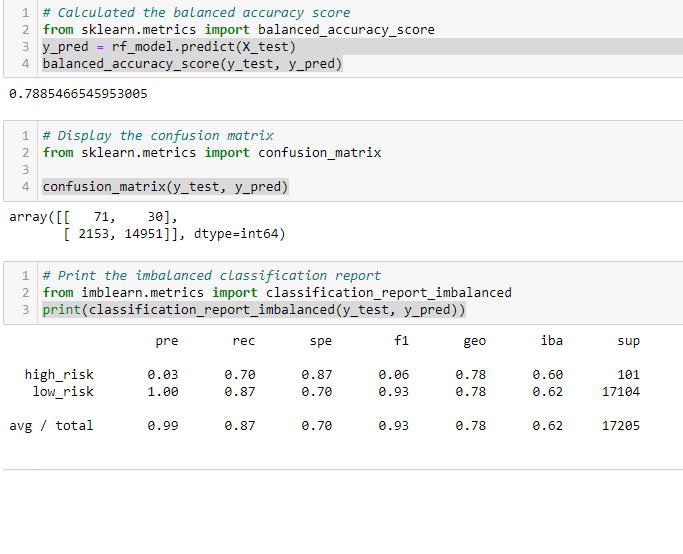 1 # Calculated the balanced accuracy score
2 from sklearn.metrics import balanced_accuracy_score
3 y_pred = rf_model.predict(X_test)
4 balanced_accuracy_score(y_test, y_pred)
0.7885466545953005
1 # Display the confusion matrix
2 from sklearn.metrics import confusion_matrix
3
4 confusion_matrix(y_test, y_pred)
array([[   71,    30],
       [ 2153, 14951]], dtype=int64)
1 # Print the imbalanced classification report
2 from imblearn.metrics import classification_report_imbalanced
3 print(classification_report_imbalanced(y_test, y_pred))
pre rec spe f1 geo iba sup
high_risk 0.03 0.70 0.87 0.06 0.78 0.60 101
low_risk 1.00 0.87 0.70 0.93 0.78 0.62 17104
avg / total 0.99 0.87 0.70 0.93 0.78 0.62 17205